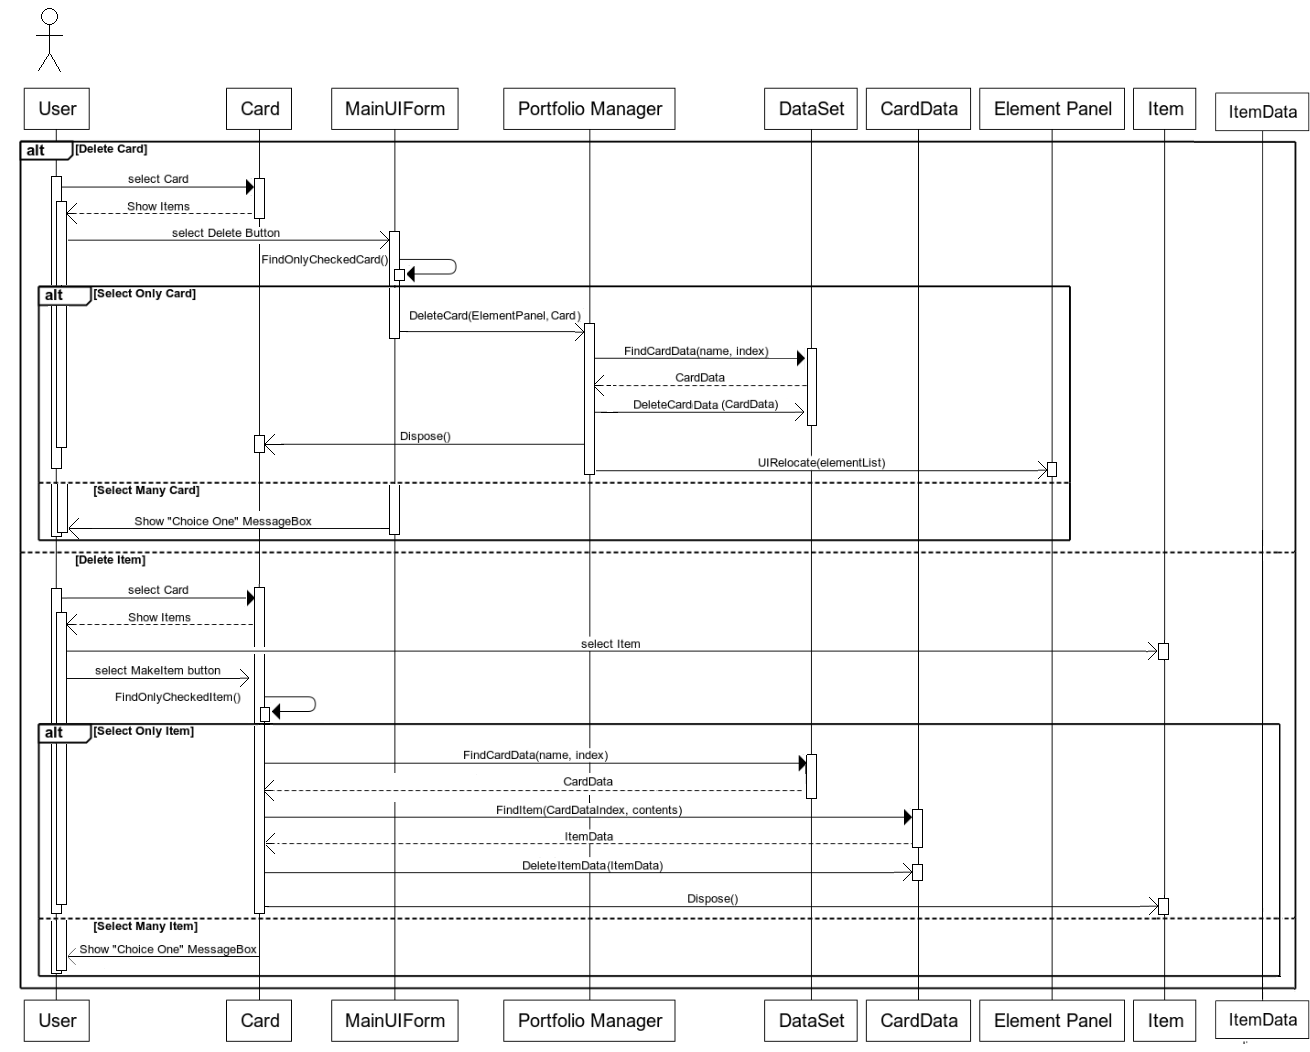 User
Card
MainUIForm
Portfolio Manager
DataSet
CardData
Element Panel
Item
ItemData
alt
[Delete Card]
select Card
Show Items
select Delete Button
FindOnlyCheckedCard()
alt
[Select Only Card]
DeleteCard(ElementPanel, Card)
FindCardData(name, index)
CardData
DeleteCardData (CardData)
Dispose()
UIRelocate(elementList)
[Select Many Card]
Show "Choice One" MessageBox
[Delete Item]
select Card
Show Items
select Item
select MakeItem button
FindOnlyCheckedItem()
alt
[Select Only Item]
FindCardData(name, index)
CardData
FindItem(CardDataIndex, contents)
ItemData
DeleteItemData(ItemData)
Dispose()
[Select Many Item]
Show "Choice One" MessageBox
User
Card
MainUIForm
Portfolio Manager
DataSet
CardData
Element Panel
Item
ItemData